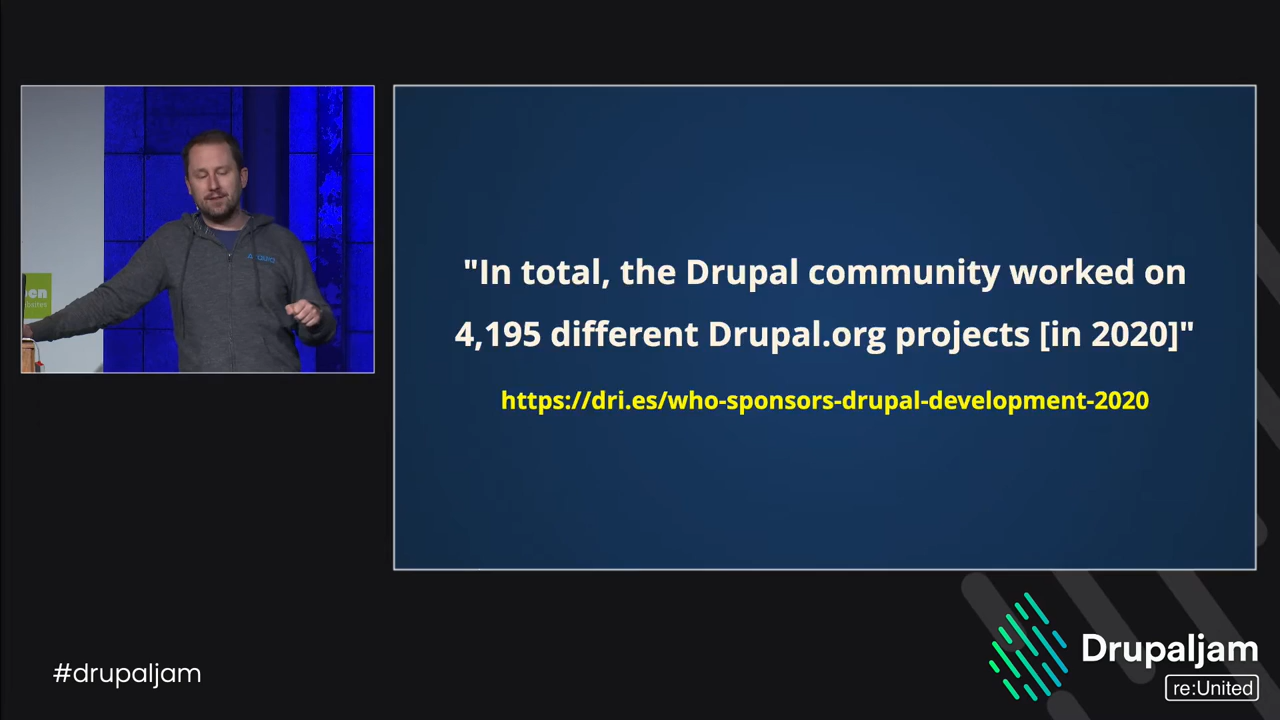 "In total, the Drupal community worked on
4,195 different Drupal.org projects [in 2020]"
https://dri.es/who-sponsors-drupal-development-2020
#drupaljam
Drupaljam
re:United